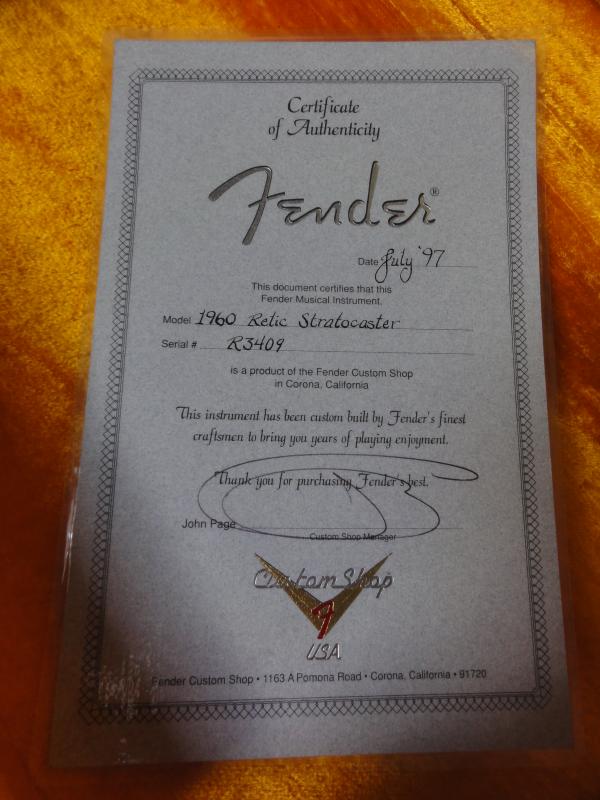 Certificate
of Authenticity
Fender®
Date July '97
This document certifies that this
Fender Musical Instrument.
Model 1960 Relic Stratocaster
Serial # R3409
is a product of the Fender Custom Shop
in Corona, California
This instrument has been custom built by Fender's finest
craftsmen to bring you years of playing enjoyment.
Thank you for purchasing Fender's best.
John Page
Custom Shop Manager
Custom Shop
F
USA
Fender Custom Shop • 1163 A Pomona Road • Corona, California • 91720